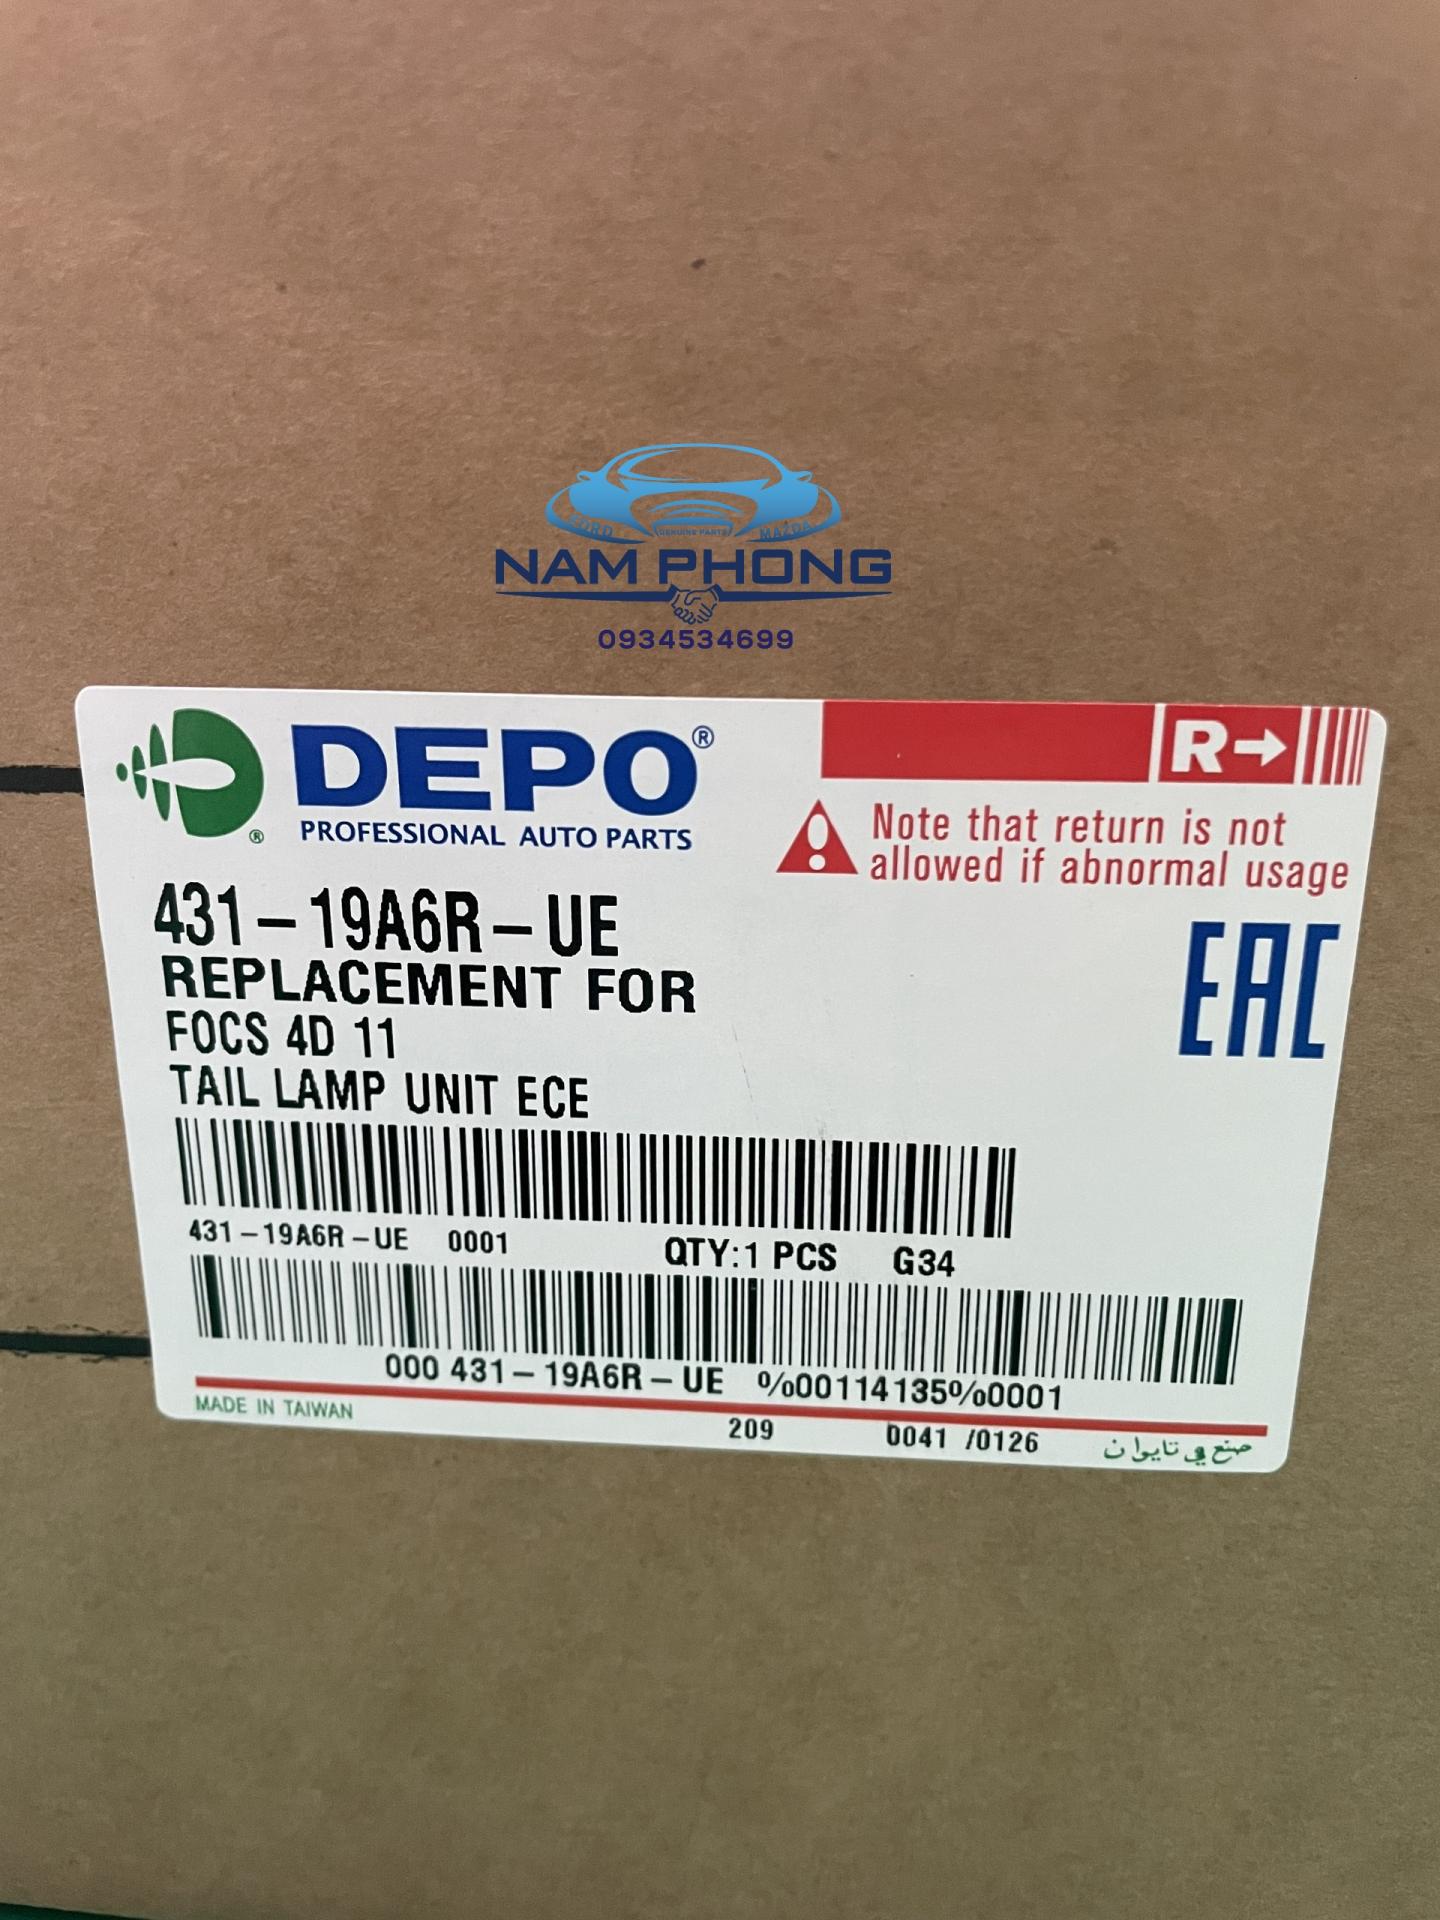 FORD GENUINE PARTS MAZDA
NAM PHONG
0934534699
DEPO®
PROFESSIONAL AUTO PARTS
®
R→
Note that return is not
allowed if abnormal usage
431-19A6R-UE
REPLACEMENT FOR
FOCS 4D 11
TAIL LAMP UNIT ECE
EAC
431-19A6R-UE 0001 QTY:1 PCS G34
000 431-19A6R-UE %00114135%0001
MADE IN TAIWAN 209 0041 /0126 صنع في تايوان